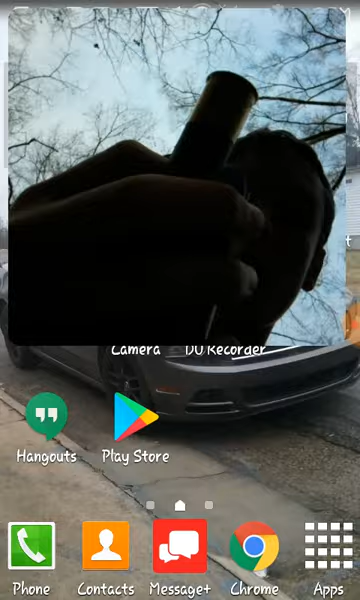 Camera DU Recorder
Hangouts Play Store
Phone Contacts Message+ Chrome Apps